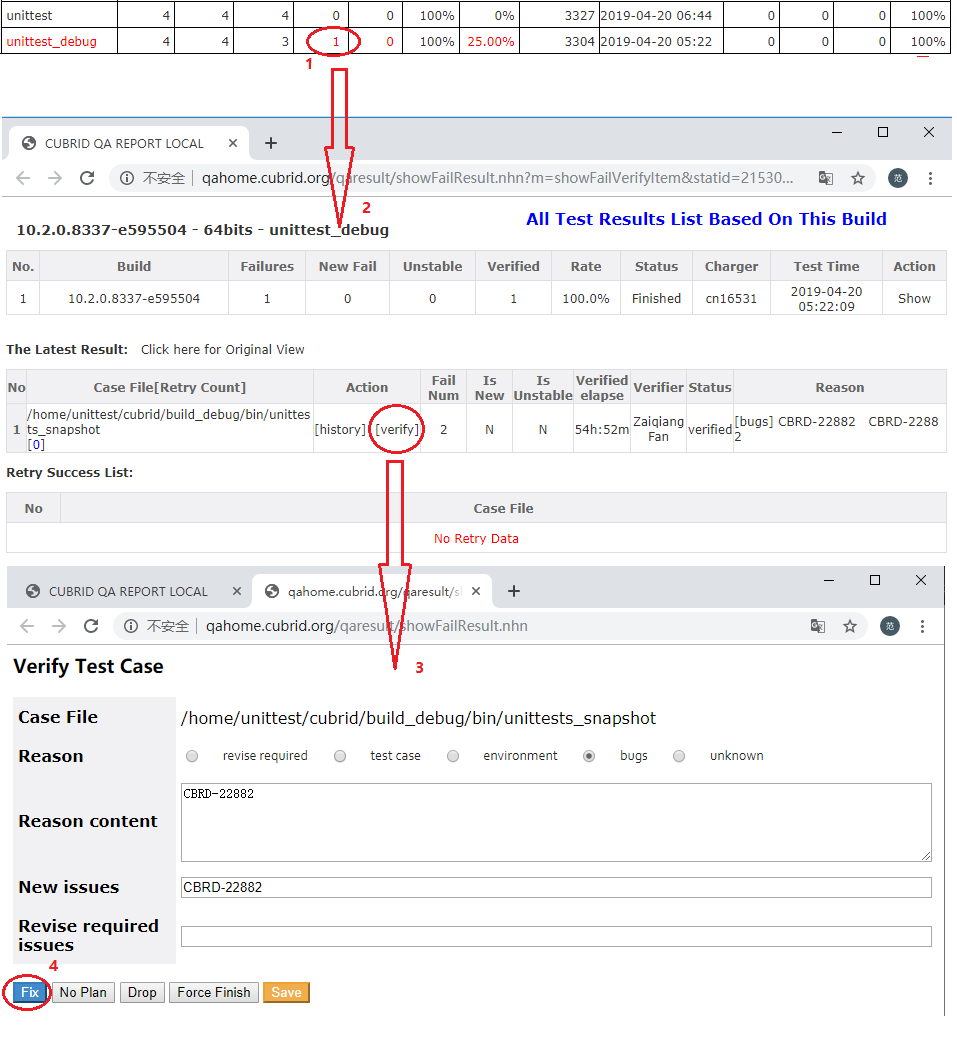 unittest 4 4 4 0 0 100% 0% 3327 2019-04-20 06:44 0 0 0 100%
unittest_debug 4 4 3 1 0 100% 25.00% 3304 2019-04-20 05:22 0 0 0 100%
1
CUBRID QA REPORT LOCAL
不安全 qahome.cubrid.org/qaresult/showFailResult.nhn?m=showFailVerifyItem&statid=21530...
范
2
10.2.0.8337-e595504 - 64bits - unittest_debug
All Test Results List Based On This Build
No. Build Failures New Fail Unstable Verified Rate Status Charger Test Time Action
1 10.2.0.8337-e595504 1 0 0 1 100.0% Finished cn16531 2019-04-20 05:22:09 Show
The Latest Result: Click here for Original View
No Case File[Retry Count] Action Fail Num Is New Is Unstable Verified elapse Verifier Status Reason
1 /home/unittest/cubrid/build_debug/bin/unittes
ts_snapshot
[0]
[history] [verify] 2 N N 54h:52m Zaiqiang Fan verified [bugs] CBRD-22882 CBRD-2288
2
Retry Success List:
No Case File
No Retry Data
CUBRID QA REPORT LOCAL qahome.cubrid.org/qaresult/s
不安全 qahome.cubrid.org/qaresult/showFailResult.nhn
范
3
Verify Test Case
Case File /home/unittest/cubrid/build_debug/bin/unittests_snapshot
Reason revise required test case environment bugs unknown
Reason content CBRD-22882
New issues CBRD-22882
Revise required
issues
4
Fix No Plan Drop Force Finish Save